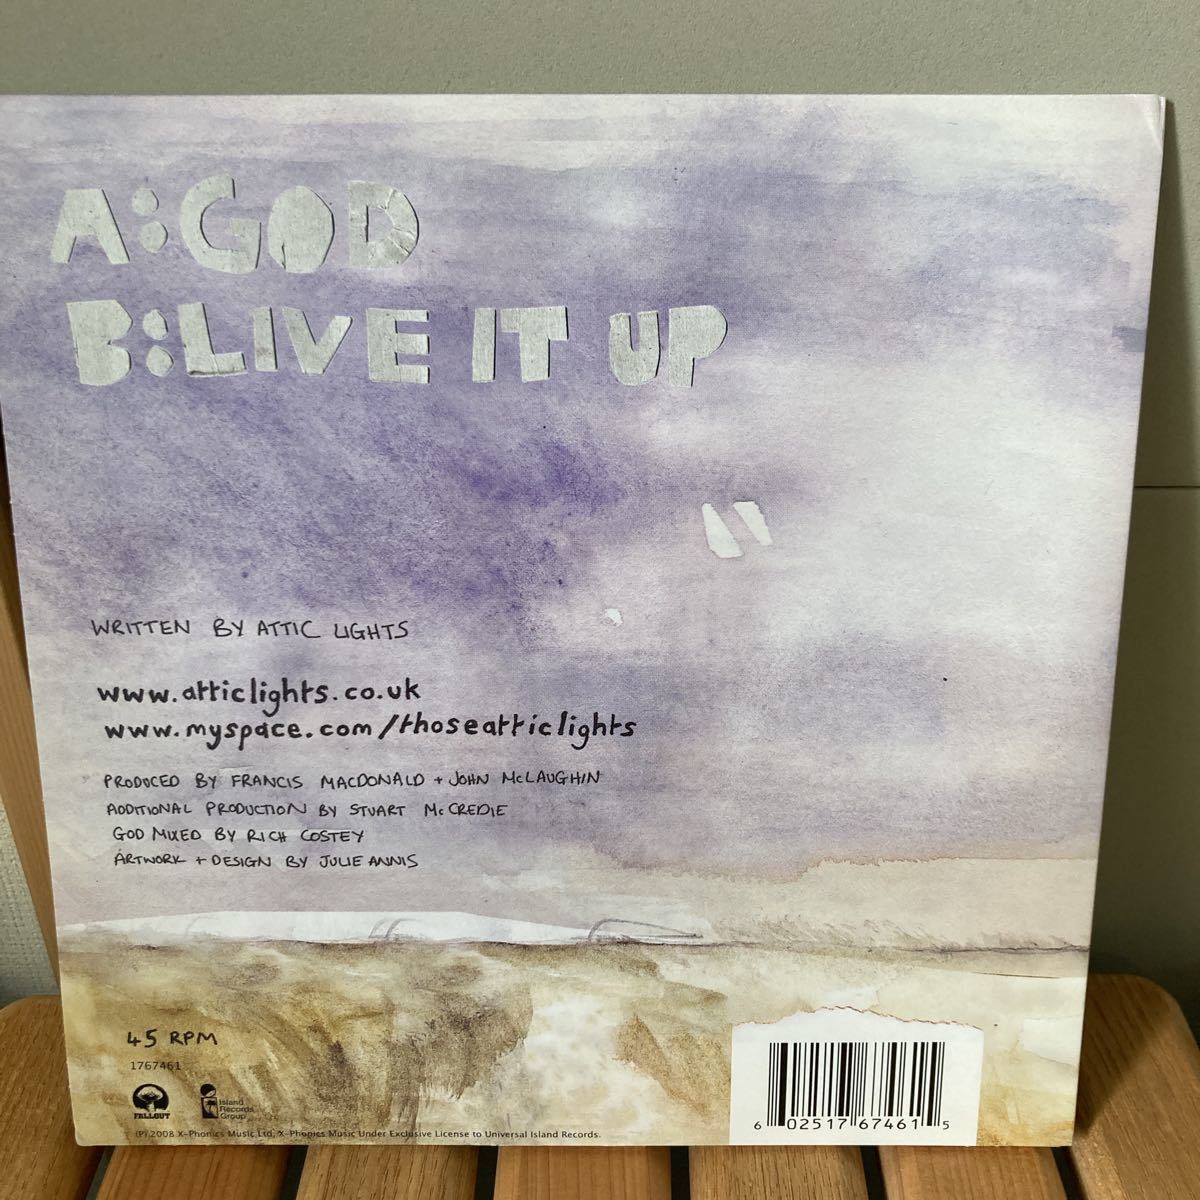 A:GOD
B:LIVE IT UP
WRITTEN BY ATTIC LIGHTS
www.atticlights.co.uk
www.myspace.com/thoseatticlights
PRODUCED BY FRANCIS MACDONALD + JOHN McLAUGHIN
ADDITIONAL PRODUCTION BY STUART McCREDIE
GOD MIXED BY RICH COSTEY
ARTWORK + DESIGN BY JULIE ANNIS
45 RPM
1767461
FALLOUT
Island
Records
Group
(P) 2008 X-Phonics Music Ltd, X-Phonics Music Under Exclusive License to Universal Island Records.
6 02517 67461 5